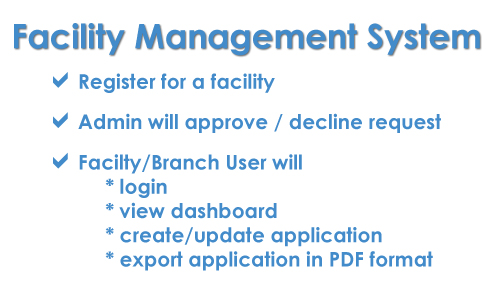 Facility Management System
✓ Register for a facility
✓ Admin will approve / decline request
✓ Facilty/Branch User will
* login
* view dashboard
* create/update application
* export application in PDF format